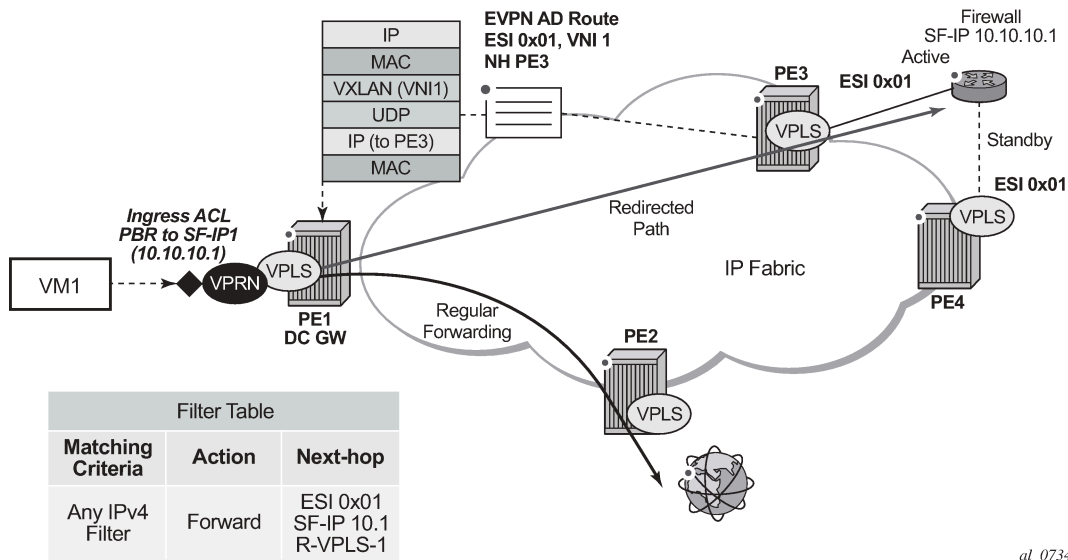 IP
MAC
VXLAN (VNI1)
UDP
IP (to PE3)
MAC
EVPN AD Route
ESI 0x01, VNI 1
NH PE3
Firewall
SF-IP 10.10.10.1
Active
PE3
ESI 0x01
VPLS
Standby
ESI 0x01
VPLS
PE4
Redirected
Path
IP Fabric
Ingress ACL
PBR to SF-IP1
(10.10.10.1)
VM1
VPRN
VPLS
PE1
DC GW
Regular
Forwarding
PE2
VPLS
Filter Table
Matching
Criteria
Action
Next-hop
Any IPv4
Filter
Forward
ESI 0x01
SF-IP 10.1
R-VPLS-1
al_0734